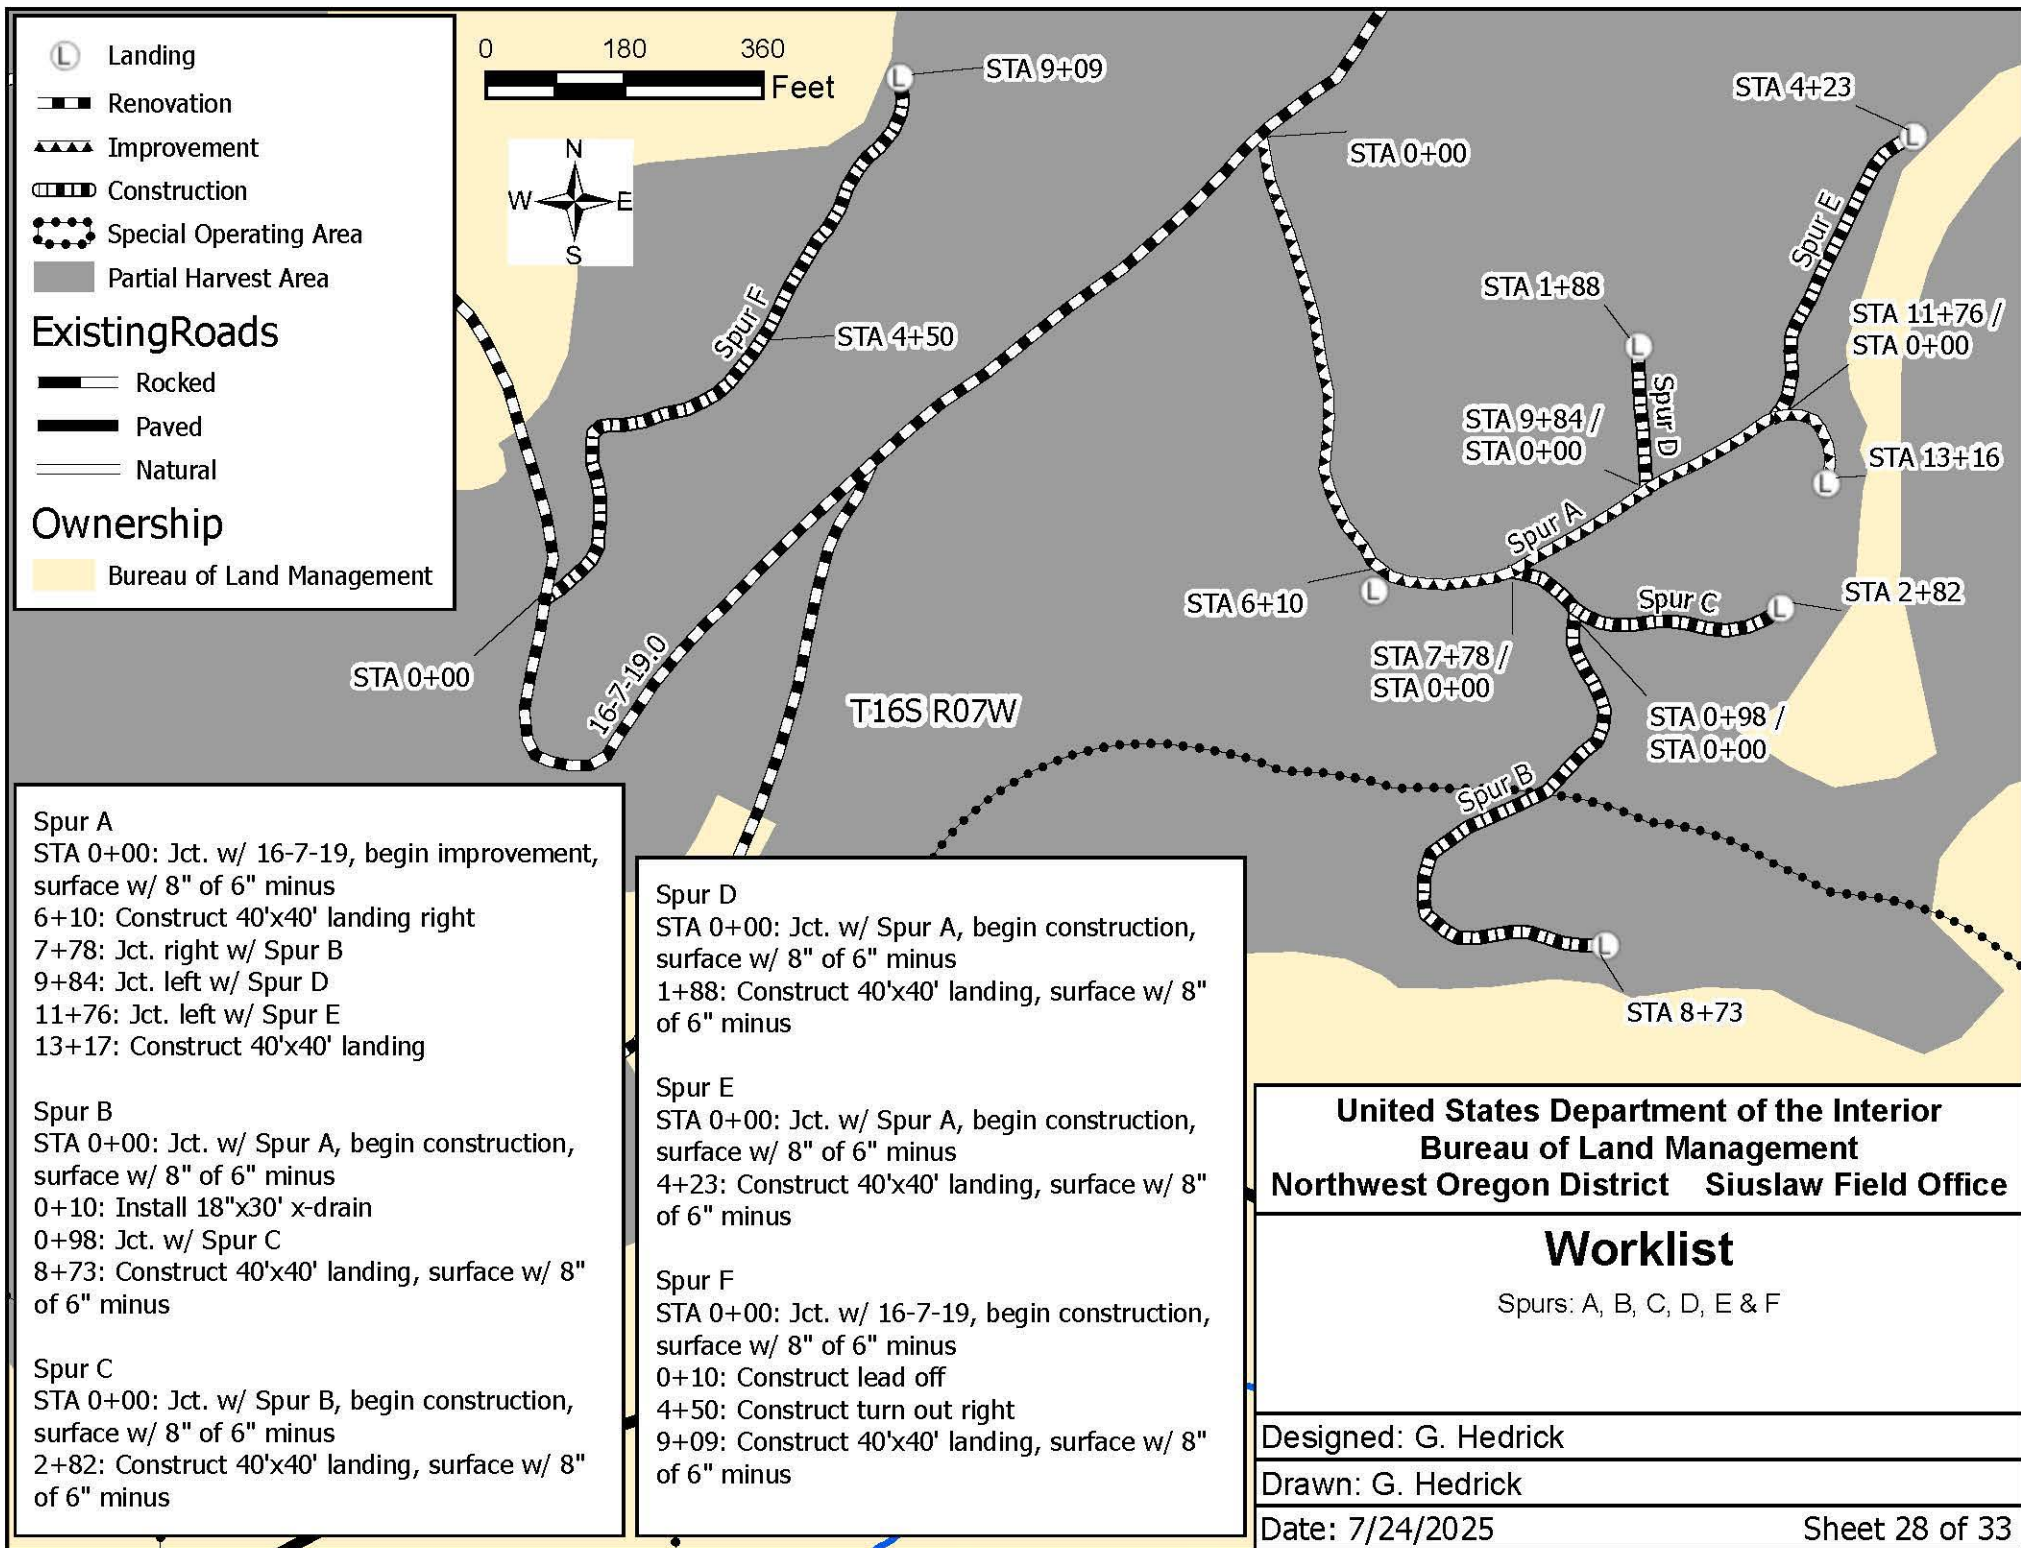 Landing
Renovation
Improvement
Construction
Special Operating Area
Partial Harvest Area
ExistingRoads
Rocked
Paved
Natural
Ownership
Bureau of Land Management
0 180 360
Feet
N
W E
S
L
STA 9+09
STA 0+00
STA 4+23
L
Spur E
STA 1+88
L
Spur D
STA 11+76 /
STA 0+00
STA 9+84 /
STA 0+00
STA 13+16
L
Spur F
STA 4+50
Spur A
STA 6+10
L
STA 7+78 /
STA 0+00
Spur C
L
STA 2+82
STA 0+98 /
STA 0+00
STA 0+00
16-7-19.0
T16S R07W
Spur B
L
STA 8+73
Spur A
STA 0+00: Jct. w/ 16-7-19, begin improvement,
surface w/ 8" of 6" minus
6+10: Construct 40'x40' landing right
7+78: Jct. right w/ Spur B
9+84: Jct. left w/ Spur D
11+76: Jct. left w/ Spur E
13+17: Construct 40'x40' landing
Spur B
STA 0+00: Jct. w/ Spur A, begin construction,
surface w/ 8" of 6" minus
0+10: Install 18"x30' x-drain
0+98: Jct. w/ Spur C
8+73: Construct 40'x40' landing, surface w/ 8"
of 6" minus
Spur C
STA 0+00: Jct. w/ Spur B, begin construction,
surface w/ 8" of 6" minus
2+82: Construct 40'x40' landing, surface w/ 8"
of 6" minus
Spur D
STA 0+00: Jct. w/ Spur A, begin construction,
surface w/ 8" of 6" minus
1+88: Construct 40'x40' landing, surface w/ 8"
of 6" minus
Spur E
STA 0+00: Jct. w/ Spur A, begin construction,
surface w/ 8" of 6" minus
4+23: Construct 40'x40' landing, surface w/ 8"
of 6" minus
Spur F
STA 0+00: Jct. w/ 16-7-19, begin construction,
surface w/ 8" of 6" minus
0+10: Construct lead off
4+50: Construct turn out right
9+09: Construct 40'x40' landing, surface w/ 8"
of 6" minus
United States Department of the Interior
Bureau of Land Management
Northwest Oregon District Siuslaw Field Office
Worklist
Spurs: A, B, C, D, E & F
Designed: G. Hedrick
Drawn: G. Hedrick
Date: 7/24/2025 Sheet 28 of 33